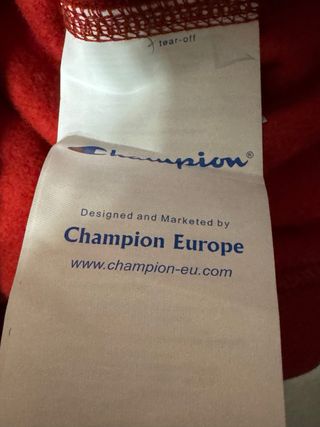 tear-off
Champion®
Designed and Marketed by
Champion Europe
www.champion-eu.com